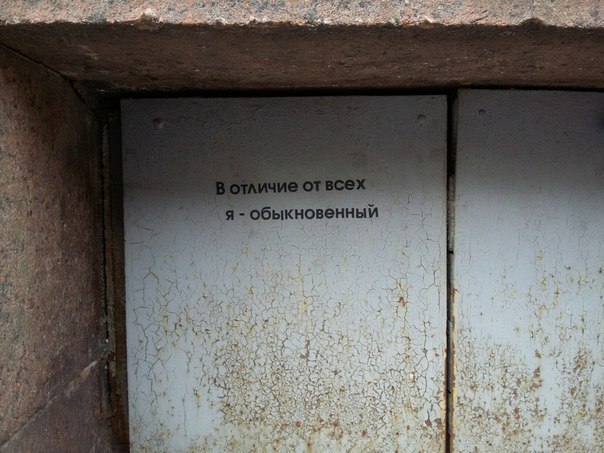 В отличие от всех
я - обыкновенный